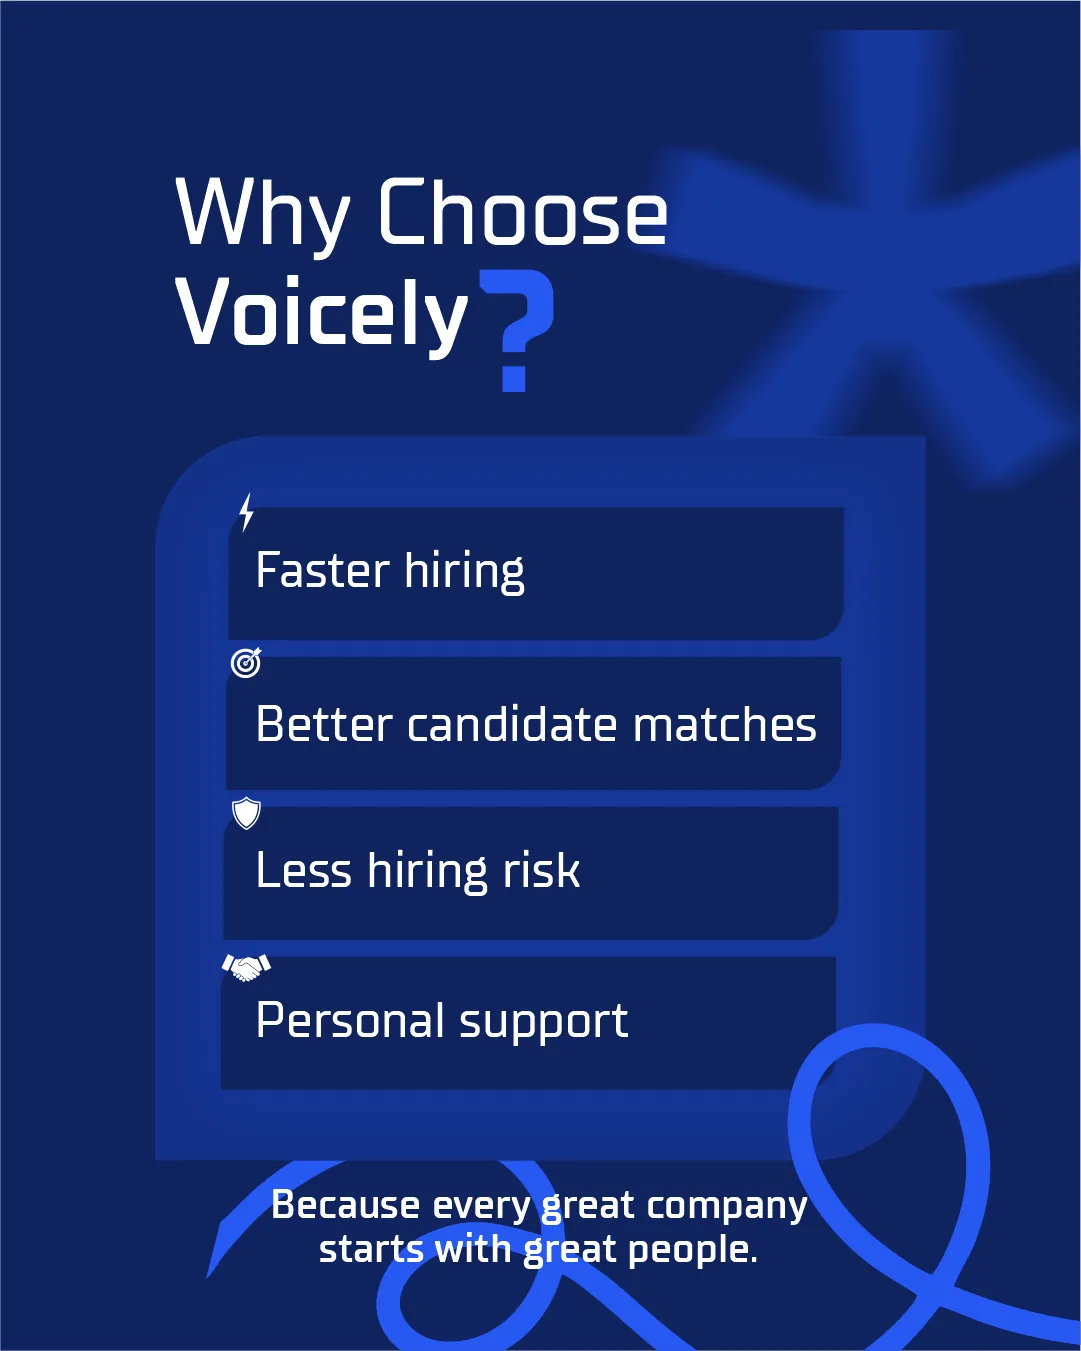 Why Choose
Voicely?
Faster hiring
Better candidate matches
Less hiring risk
Personal support
Because every great company
starts with great people.